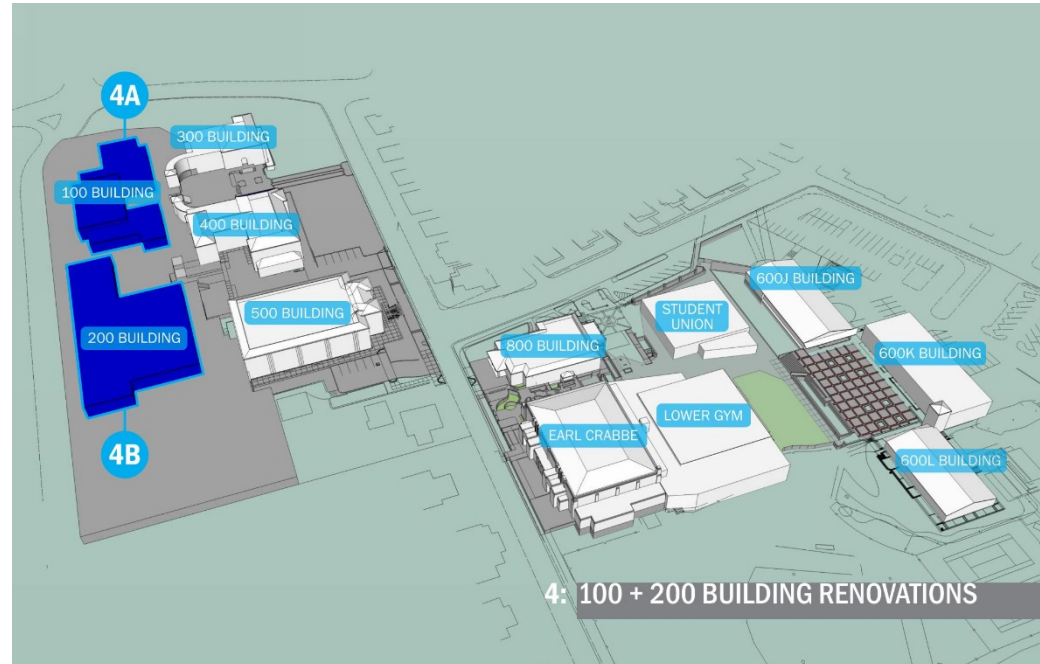 4A
300 BUILDING
100 BUILDING
400 BUILDING
500 BUILDING
200 BUILDING
4B
600J BUILDING
STUDENT
UNION
800 BUILDING
600K BUILDING
LOWER GYM
EARL CRABBE
600L BUILDING
4: 100 + 200 BUILDING RENOVATIONS